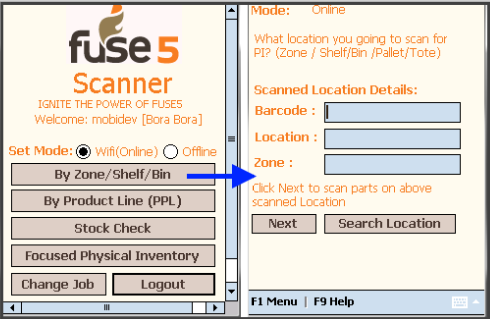 fuse 5
Scanner
IGNITE THE POWER OF FUSE5
Welcome: mobidev [Bora Bora]
Set Mode: Wifi(Online) Offline
By Zone/Shelf/Bin
By Product Line (PPL)
Stock Check
Focused Physical Inventory
Change Job Logout
Mode: Online
What location you going to scan for
PI? (Zone / Shelf/Bin /Pallet/Tote)
Scanned Location Details:
Barcode :
Location :
Zone :
Click Next to scan parts on above
scanned Location
Next Search Location
F1 Menu | F9 Help